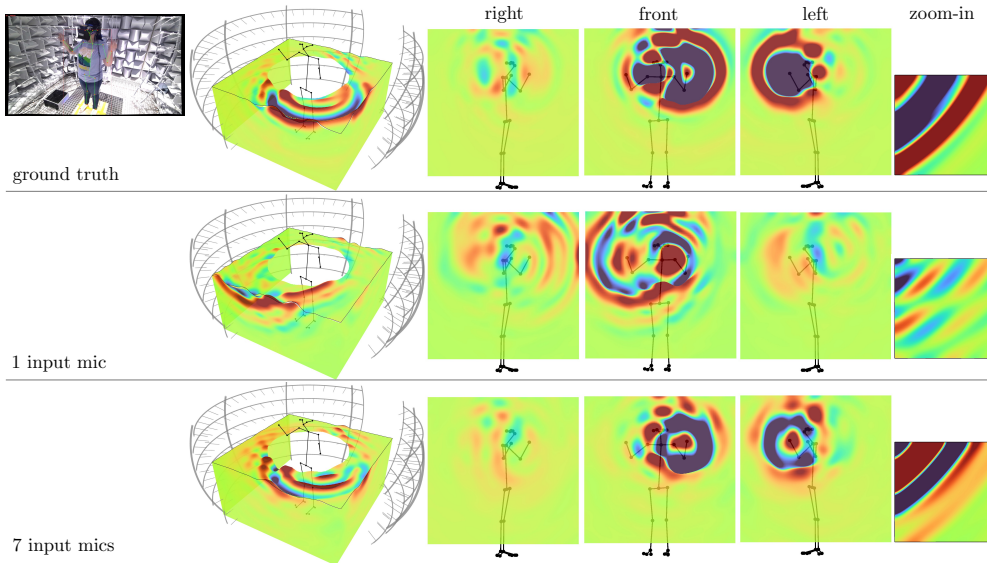 right front left zoom-in
ground truth
1 input mic
7 input mics